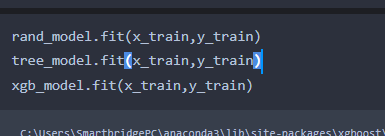 rand_model.fit(x_train,y_train)
tree_model.fit(x_train,y_train)
xgb_model.fit(x_train,y_train)
C:\Users\SmartbridgePC\anaconda3\lib\site-packages\xgboost\